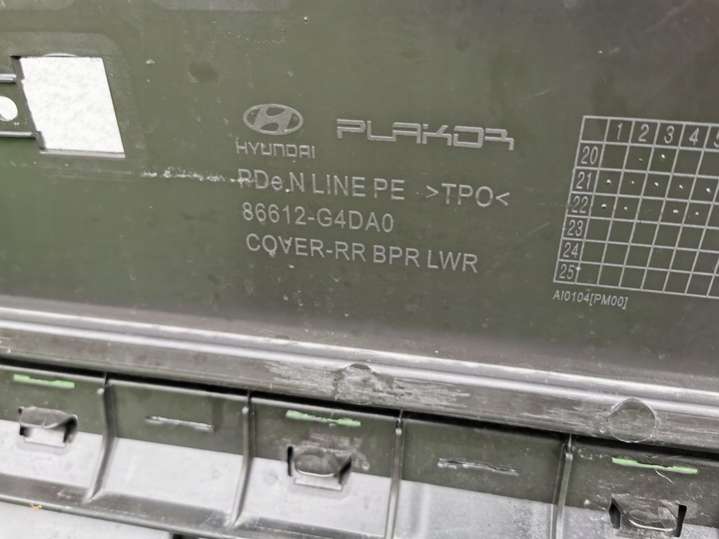 HYUNDAI PLAKOR
PDe.N LINE PE >TPO<
86612-G4DA0
COVER-RR BPR LWR
1 2 3 4 5
20
21
22
23
24
25
AI0104[PM00]